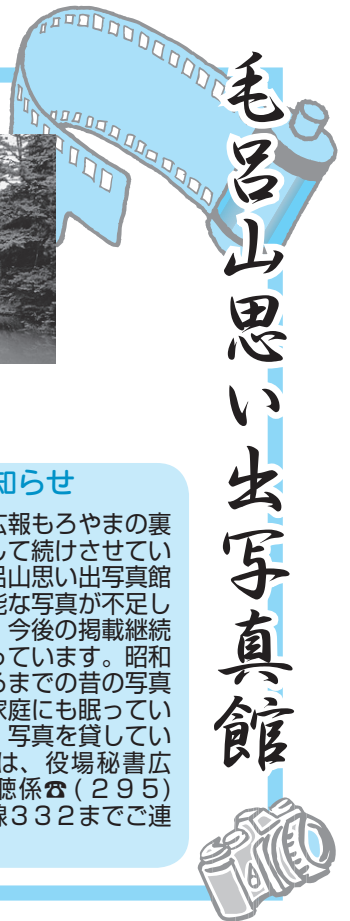 毛呂山思い出写真館
知らせ
広報もろやまの裏
して続けさせてい
呂山思い出写真館
能な写真が不足し
今後の掲載継続
っています。昭和
るまでの昔の写真
家庭にも眠ってい
写真を貸してい
は、役場秘書広
聴係☎(295)
線332までご連